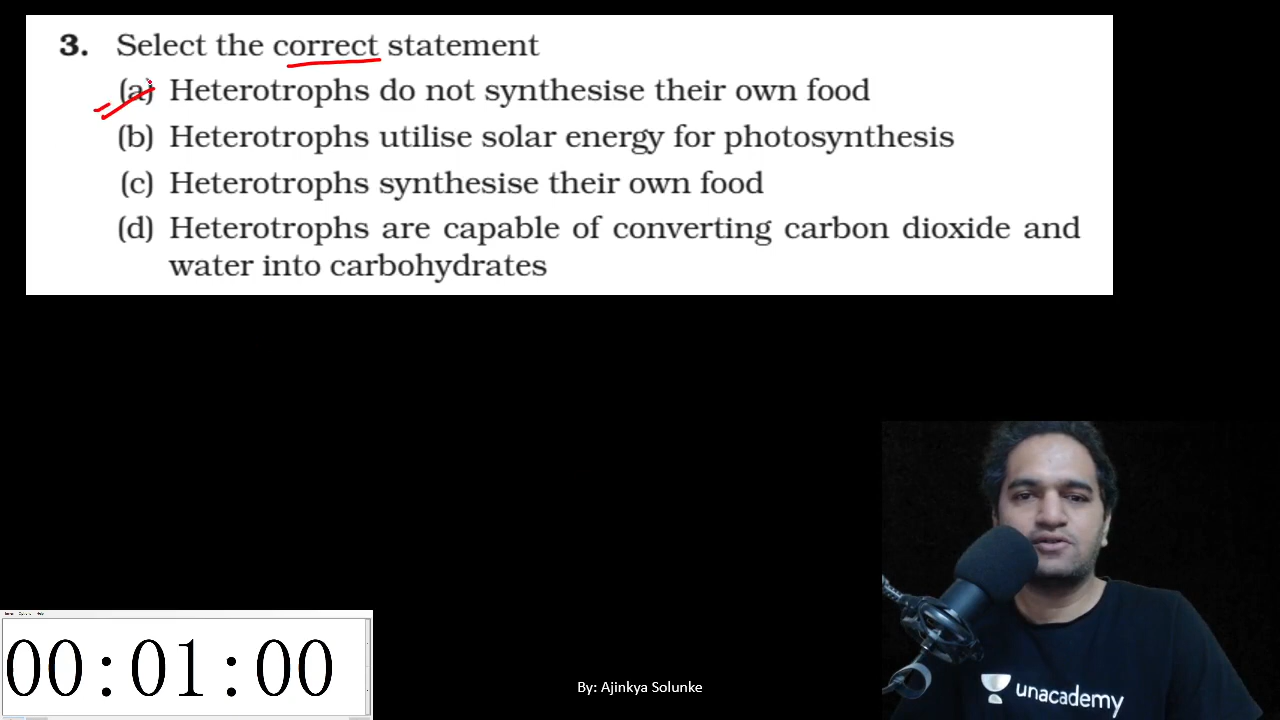 3. Select the correct statement
(a) Heterotrophs do not synthesise their own food
(b) Heterotrophs utilise solar energy for photosynthesis
(c) Heterotrophs synthesise their own food
(d) Heterotrophs are capable of converting carbon dioxide and
water into carbohydrates
unacademy
00:01:00
By: Ajinkya Solunke